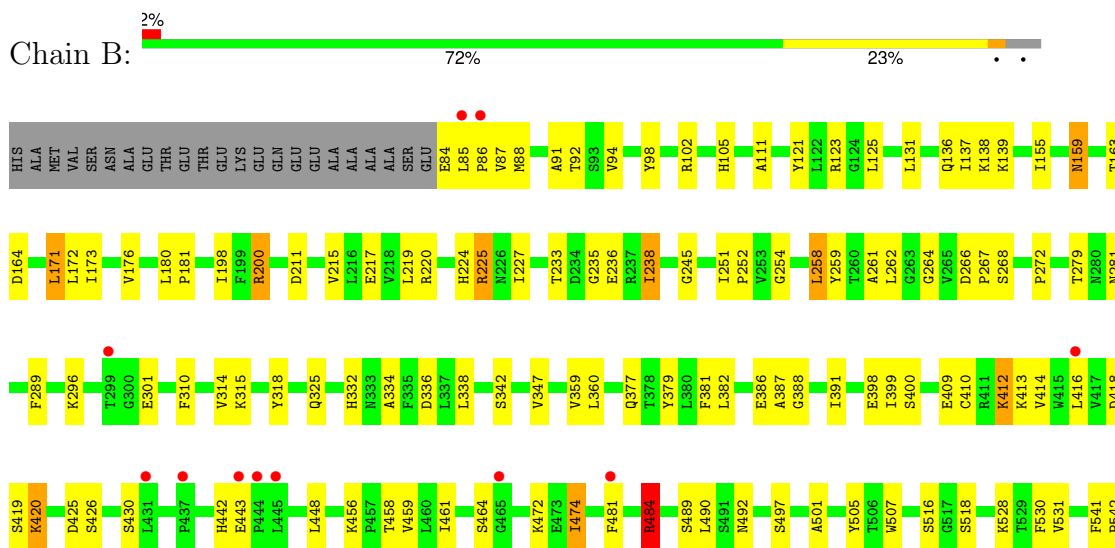 2%
Chain B:
72% 23% • •
HIS ALA MET VAL SER ASN ALA GLU THR GLU THR GLU LYS GLU GLN GLU GLU ALA ALA ALA ALA SER GLU E84 L85 P86 V87 M88 A91 T92 S93 V94 Y98 R102 H105 A111 Y121 L122 R123 G124 L125 L131 Q136 I137 K138 K139 I155 N159 T163
D164 L171 L172 I173 V176 L180 P181 I198 F199 R200 D211 V215 L216 E217 V218 L219 R220 H224 R225 N226 I227 T233 D234 G235 E236 R237 I238 G245 I251 P252 V253 G254 L258 Y259 T260 A261 L262 G263 G264 V265 D266 P267 S268 P272 T279 N280 N281
F289 K296 T299 G300 E301 F310 V314 K315 Y318 Q325 H332 N333 A334 F335 D336 L337 L338 S342 V347 V359 L360 Q377 T378 Y379 L380 F381 L382 E386 A387 G388 I391 E398 I399 S400 E409 C410 R411 K412 K413 V414 W415 L416 V417
S419 K420 D425 S426 S430 L431 P437 H442 E443 P444 L445 L448 K456 P457 T458 V459 L460 I461 S464 G465 K472 E473 I474 F481 R484 S489 L490 S491 N492 S497 A501 Y505 T506 W507 S516 G517 S518 K528 T529 F530 V531 F541